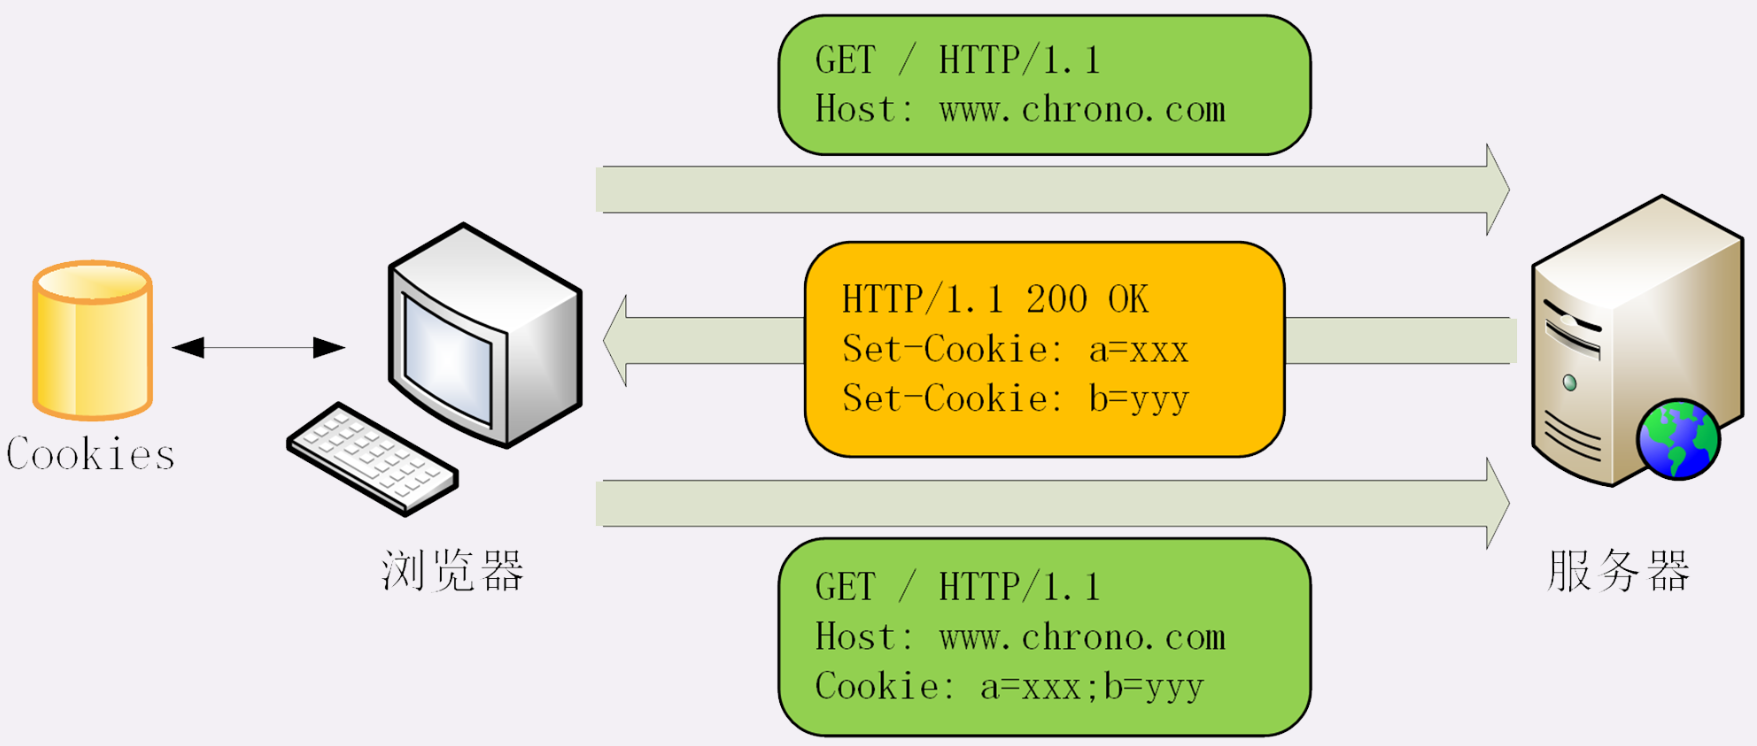 GET / HTTP/1.1
Host: www.chrono.com
HTTP/1.1 200 OK
Set-Cookie: a=xxx
Set-Cookie: b=yyy
Cookies
浏览器
服务器
GET / HTTP/1.1
Host: www.chrono.com
Cookie: a=xxx;b=yyy